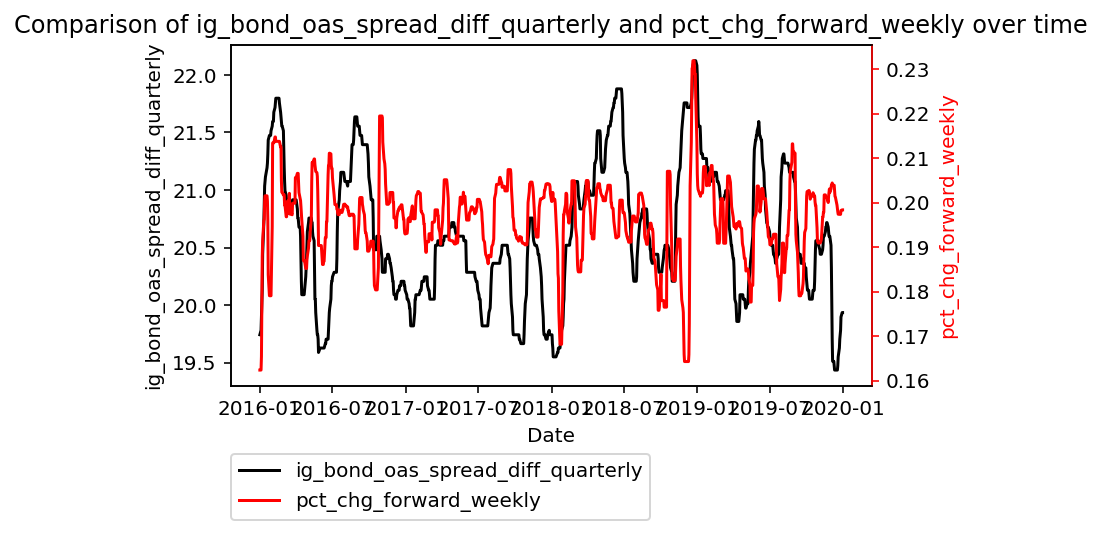 Comparison of ig_bond_oas_spread_diff_quarterly and pct_chg_forward_weekly over time
ig_bond_oas_spread_diff_quarterly
22.0
21.5
21.0
20.5
20.0
19.5
0.23
0.22
0.21
0.20
0.19
0.18
0.17
0.16
pct_chg_forward_weekly
2016-01 2016-07 2017-01 2017-07 2018-01 2018-07 2019-01 2019-07 2020-01
Date
ig_bond_oas_spread_diff_quarterly
pct_chg_forward_weekly